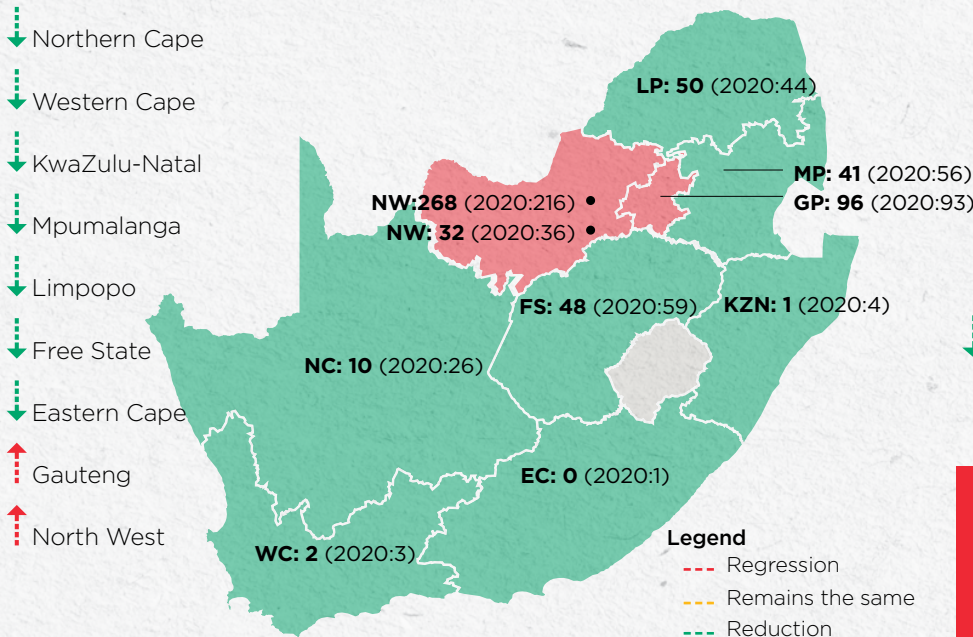 Northern Cape
Western Cape
KwaZulu-Natal
Mpumalanga
Limpopo
Free State
Eastern Cape
Gauteng
North West
LP: 50 (2020:44)
MP: 41 (2020:56)
GP: 96 (2020:93)
NW:268 (2020:216)
NW: 32 (2020:36)
FS: 48 (2020:59)
KZN: 1 (2020:4)
NC: 10 (2020:26)
EC: 0 (2020:1)
WC: 2 (2020:3)
Legend
Regression
Remains the same
Reduction